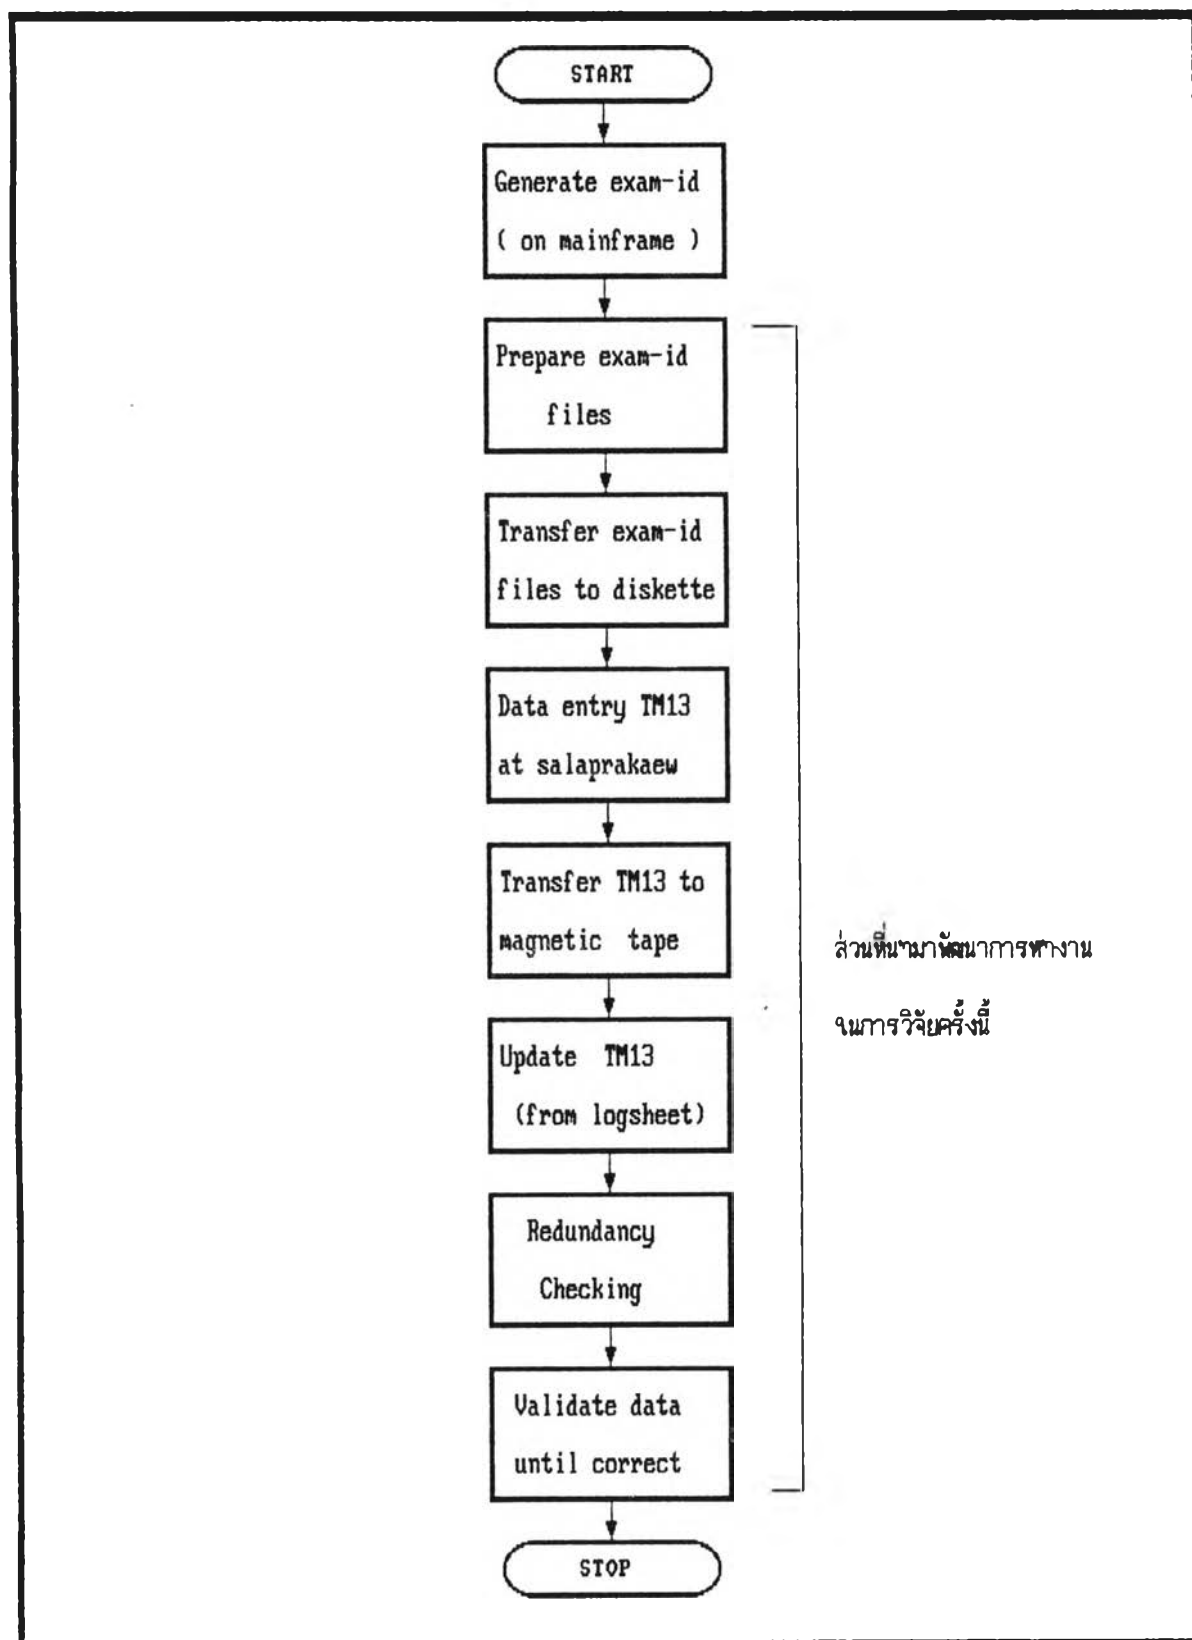 START
Generate exam-id
( on mainframe )
Prepare exam-id
files
Transfer exam-id
files to diskette
Data entry TM13
at salaprakaew
Transfer TM13 to
magnetic tape
Update TM13
(from logsheet)
Redundancy
Checking
Validate data
until correct
STOP
ส่วนที่นำมาพัฒนาการทำงาน
ในการวิจัยครั้งนี้